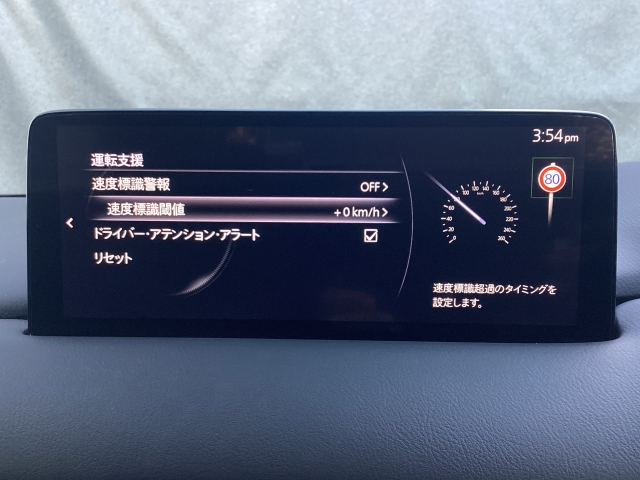 3:54 pm
運転支援
速度標識警報 OFF
速度標識閾値 +0 km/h
ドライバー・アテンション・アラート
リセット
80
速度標識超過のタイミングを
設定します。